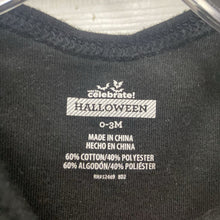 celebrate!
HALLOWEEN
0-3M
MADE IN CHINA
HECHO EN CHINA
60% COTTON/40% POLYESTER
60% ALGODÓN/40% POLIÉSTER